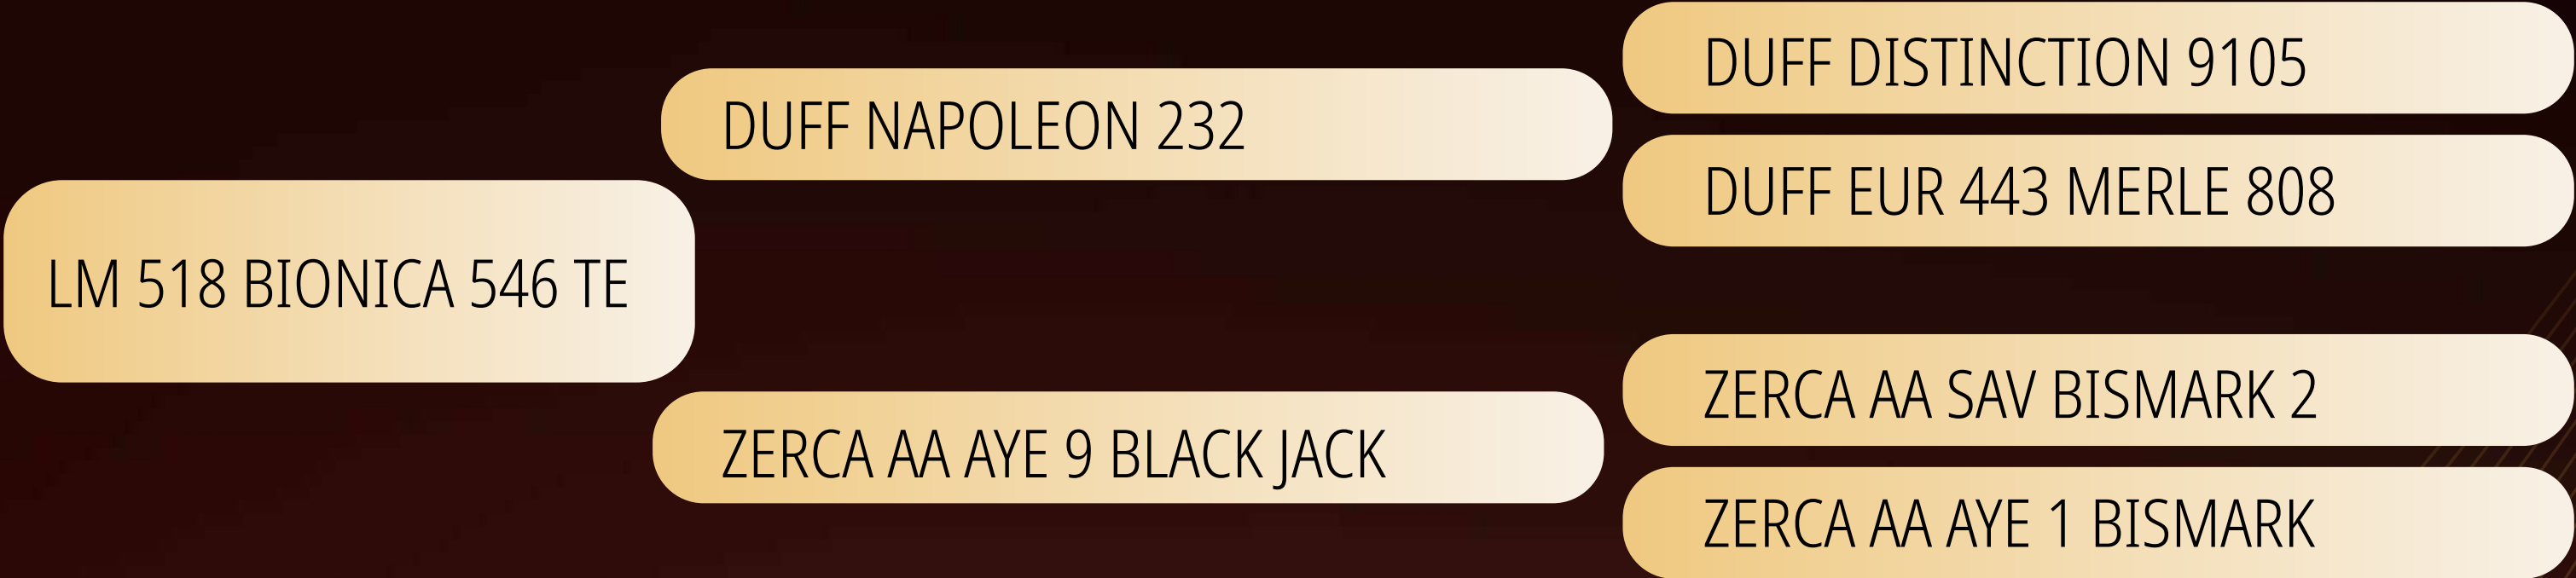 DUFF DISTINCTION 9105
DUFF NAPOLEON 232
DUFF EUR 443 MERLE 808
LM 518 BIONICA 546 TE
ZERCA AA SAV BISMARK 2
ZERCA AA AYE 9 BLACK JACK
ZERCA AA AYE 1 BISMARK